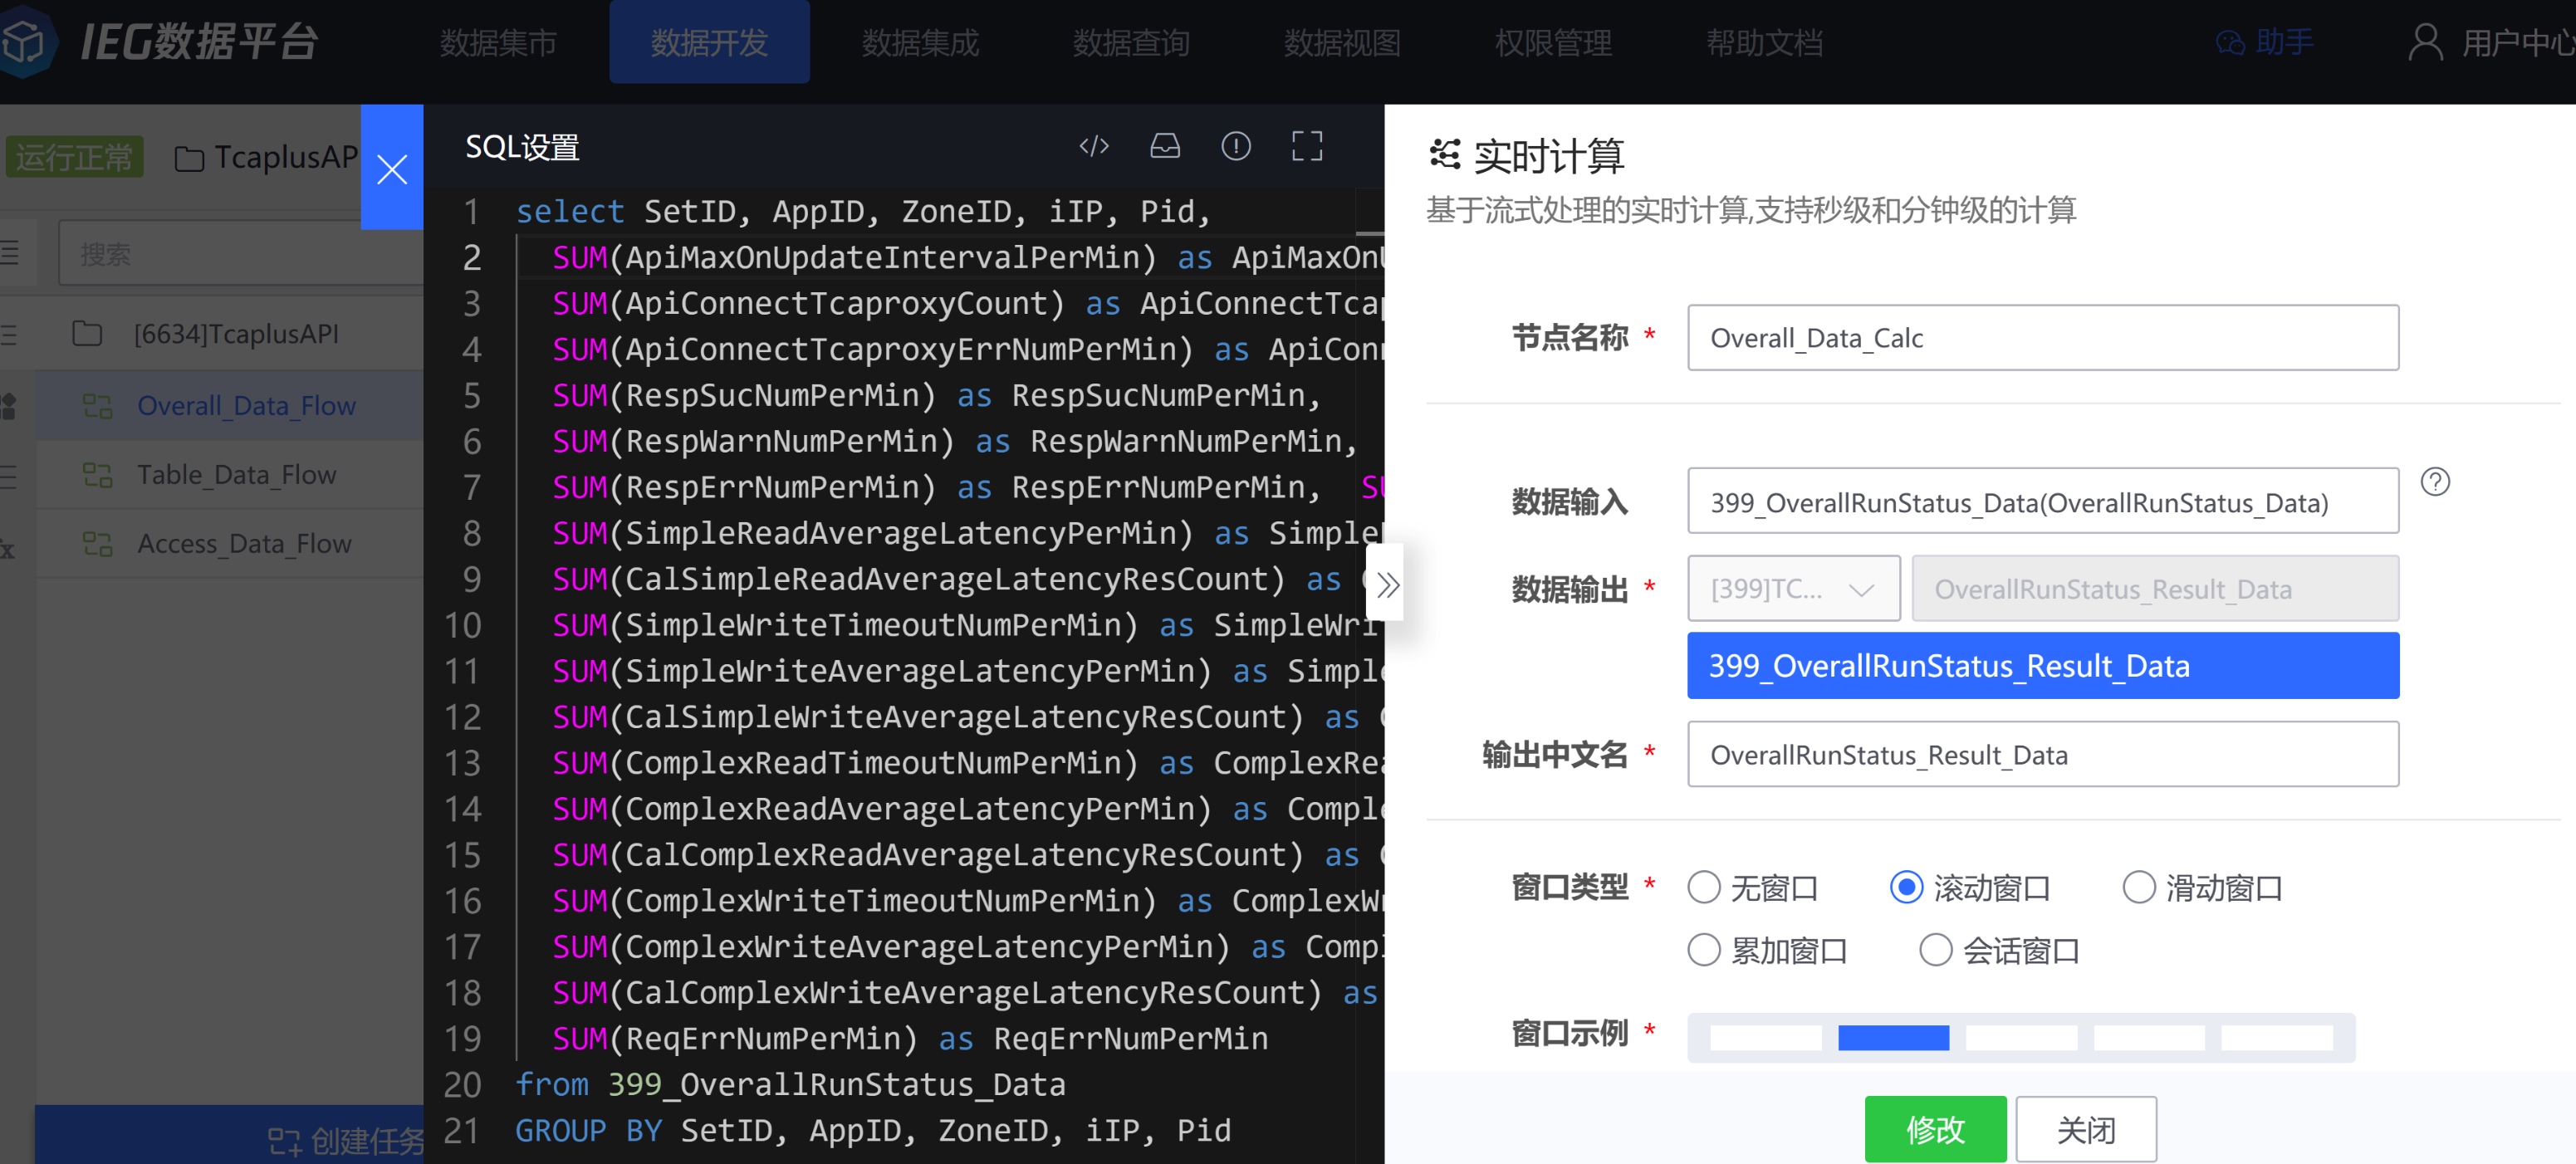 IEG数据平台
数据集市
数据开发
数据集成
数据查询
数据视图
权限管理
帮助文档
助手
用户中心
运行正常
TcaplusAP
搜索
[6634]TcaplusAPI
Overall_Data_Flow
Table_Data_Flow
Access_Data_Flow
创建任务
SQL设置
1 select SetID, AppID, ZoneID, iIP, Pid,
2 SUM(ApiMaxOnUpdateIntervalPerMin) as ApiMaxOnU
3 SUM(ApiConnectTcaproxyCount) as ApiConnectTcap
4 SUM(ApiConnectTcaproxyErrNumPerMin) as ApiConn
5 SUM(RespSucNumPerMin) as RespSucNumPerMin,
6 SUM(RespWarnNumPerMin) as RespWarnNumPerMin,
7 SUM(RespErrNumPerMin) as RespErrNumPerMin, SU
8 SUM(SimpleReadAverageLatencyPerMin) as Simple
9 SUM(CalSimpleReadAverageLatencyResCount) as
10 SUM(SimpleWriteTimeoutNumPerMin) as SimpleWri
11 SUM(SimpleWriteAverageLatencyPerMin) as Simple
12 SUM(CalSimpleWriteAverageLatencyResCount) as C
13 SUM(ComplexReadTimeoutNumPerMin) as ComplexRea
14 SUM(ComplexReadAverageLatencyPerMin) as Comple
15 SUM(CalComplexReadAverageLatencyResCount) as C
16 SUM(ComplexWriteTimeoutNumPerMin) as ComplexWr
17 SUM(ComplexWriteAverageLatencyPerMin) as Compl
18 SUM(CalComplexWriteAverageLatencyResCount) as
19 SUM(ReqErrNumPerMin) as ReqErrNumPerMin
20 from 399_OverallRunStatus_Data
21 GROUP BY SetID, AppID, ZoneID, iIP, Pid
实时计算
基于流式处理的实时计算,支持秒级和分钟级的计算
节点名称 * Overall_Data_Calc
数据输入 399_OverallRunStatus_Data(OverallRunStatus_Data)
数据输出 * [399]TC... OverallRunStatus_Result_Data
399_OverallRunStatus_Result_Data
输出中文名 * OverallRunStatus_Result_Data
窗口类型 * 无窗口 滚动窗口 滑动窗口
累加窗口 会话窗口
窗口示例 *
修改
关闭